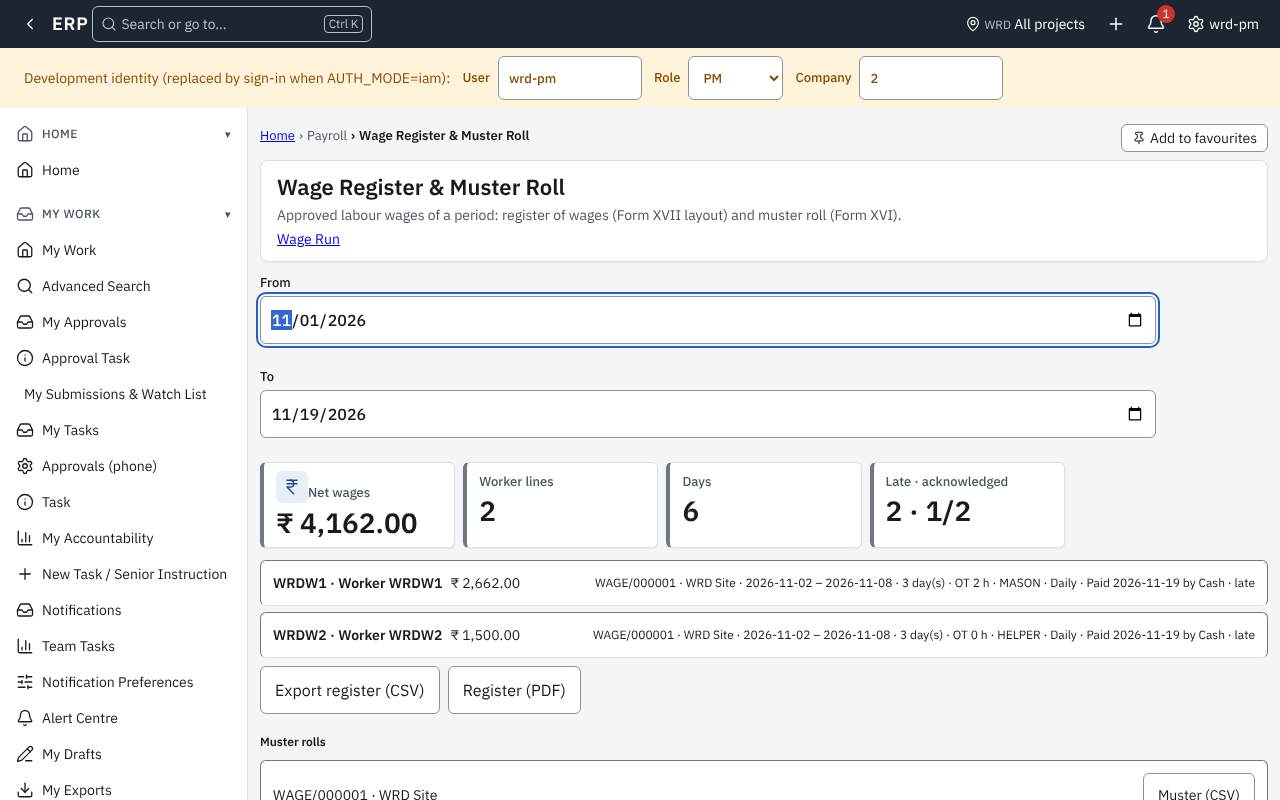 ERP
Search or go to...
Ctrl K
WRD All projects
1
wrd-pm
Development identity (replaced by sign-in when AUTH_MODE=iam):
User
wrd-pm
Role
PM
Company
2
HOME
Home
MY WORK
My Work
Advanced Search
My Approvals
Approval Task
My Submissions & Watch List
My Tasks
Approvals (phone)
Task
My Accountability
New Task / Senior Instruction
Notifications
Team Tasks
Notification Preferences
Alert Centre
My Drafts
My Exports
Home › Payroll › Wage Register & Muster Roll
Add to favourites
Wage Register & Muster Roll
Approved labour wages of a period: register of wages (Form XVII layout) and muster roll (Form XVI).
Wage Run
From
11/01/2026
To
11/19/2026
₹ Net wages
₹ 4,162.00
Worker lines
2
Days
6
Late · acknowledged
2 · 1/2
WRDW1 · Worker WRDW1 ₹ 2,662.00 WAGE/000001 · WRD Site · 2026-11-02 – 2026-11-08 · 3 day(s) · OT 2 h · MASON · Daily · Paid 2026-11-19 by Cash · late
WRDW2 · Worker WRDW2 ₹ 1,500.00 WAGE/000001 · WRD Site · 2026-11-02 – 2026-11-08 · 3 day(s) · OT 0 h · HELPER · Daily · Paid 2026-11-19 by Cash · late
Export register (CSV)
Register (PDF)
Muster rolls
WAGE/000001 · WRD Site
Muster (CSV)